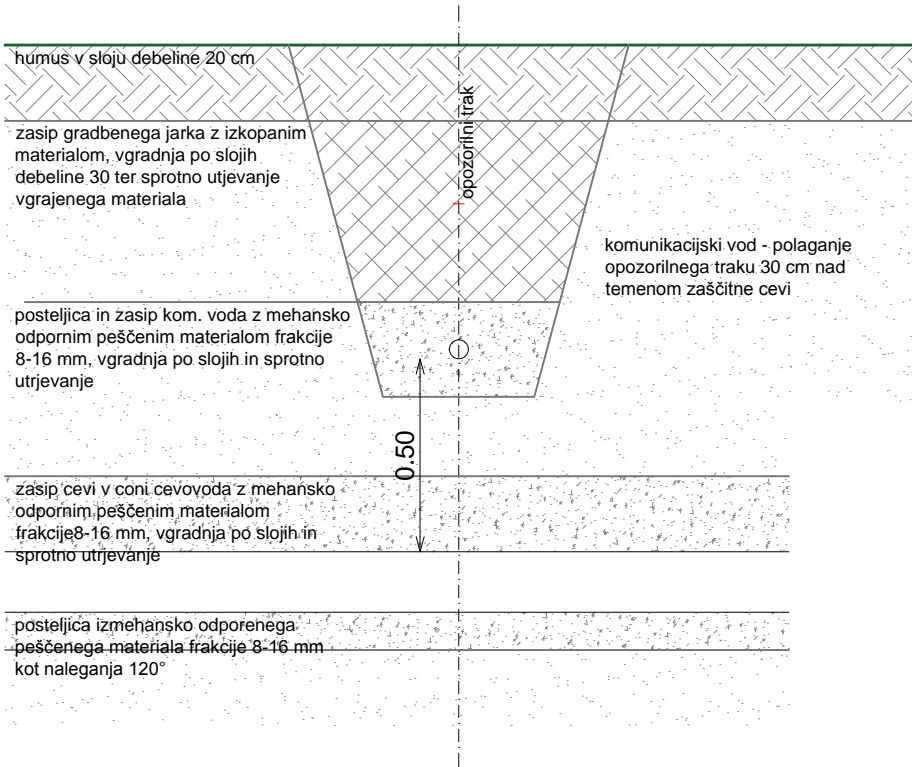 humus v sloju debeline 20 cm
opozorilni trak
zasip gradbenega jarka z izkopanim
materialom, vgradnja po slojih
debeline 30 ter sprotno utjevanje
vgrajenega materiala
komunikacijski vod - polaganje
opozorilnega traku 30 cm nad
temenom zaščitne cevi
posteljica in zasip kom. voda z mehansko
odpornim peščenim materialom frakcije
8-16 mm, vgradnja po slojih in sprotno
utrjevanje
0.50
zasip cevi v coni cevovoda z mehansko
odpornim peščenim materialom
frakcije8-16 mm, vgradnja po slojih in
sprotno utrjevanje
posteljica izmehansko odporenega
peščenega materiala frakcije 8-16 mm
kot naleganja 120°